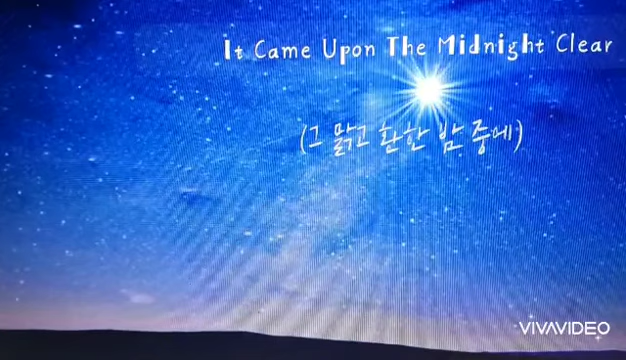 It Came Upon The Midnight Clear
(그 맑고 환한 밤 중에)
VIVAVIDEO